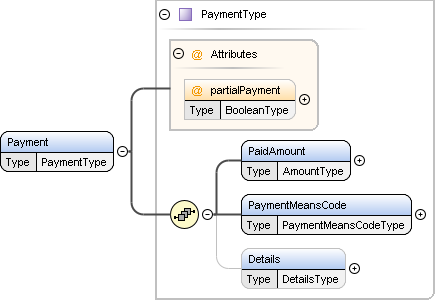 PaymentType
@ Attributes
@ partialPayment
Type BooleanType
Payment
Type PaymentType
PaidAmount
Type AmountType
PaymentMeansCode
Type PaymentMeansCodeType
Details
Type DetailsType